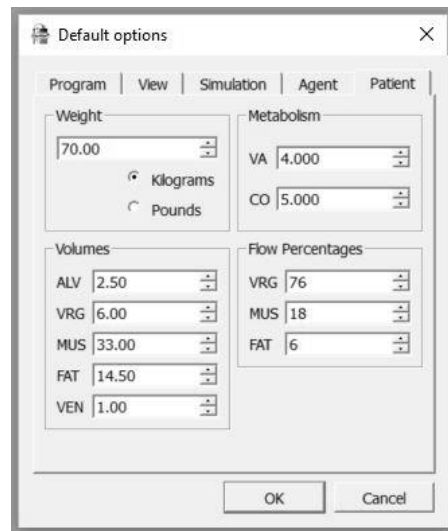 Default options
Program View Simulation Agent Patient
Weight
70.00
Kilograms
Pounds
Metabolism
VA 4.000
CO 5.000
Volumes
ALV 2.50
VRG 6.00
MUS 33.00
FAT 14.50
VEN 1.00
Flow Percentages
VRG 76
MUS 18
FAT 6
OK Cancel